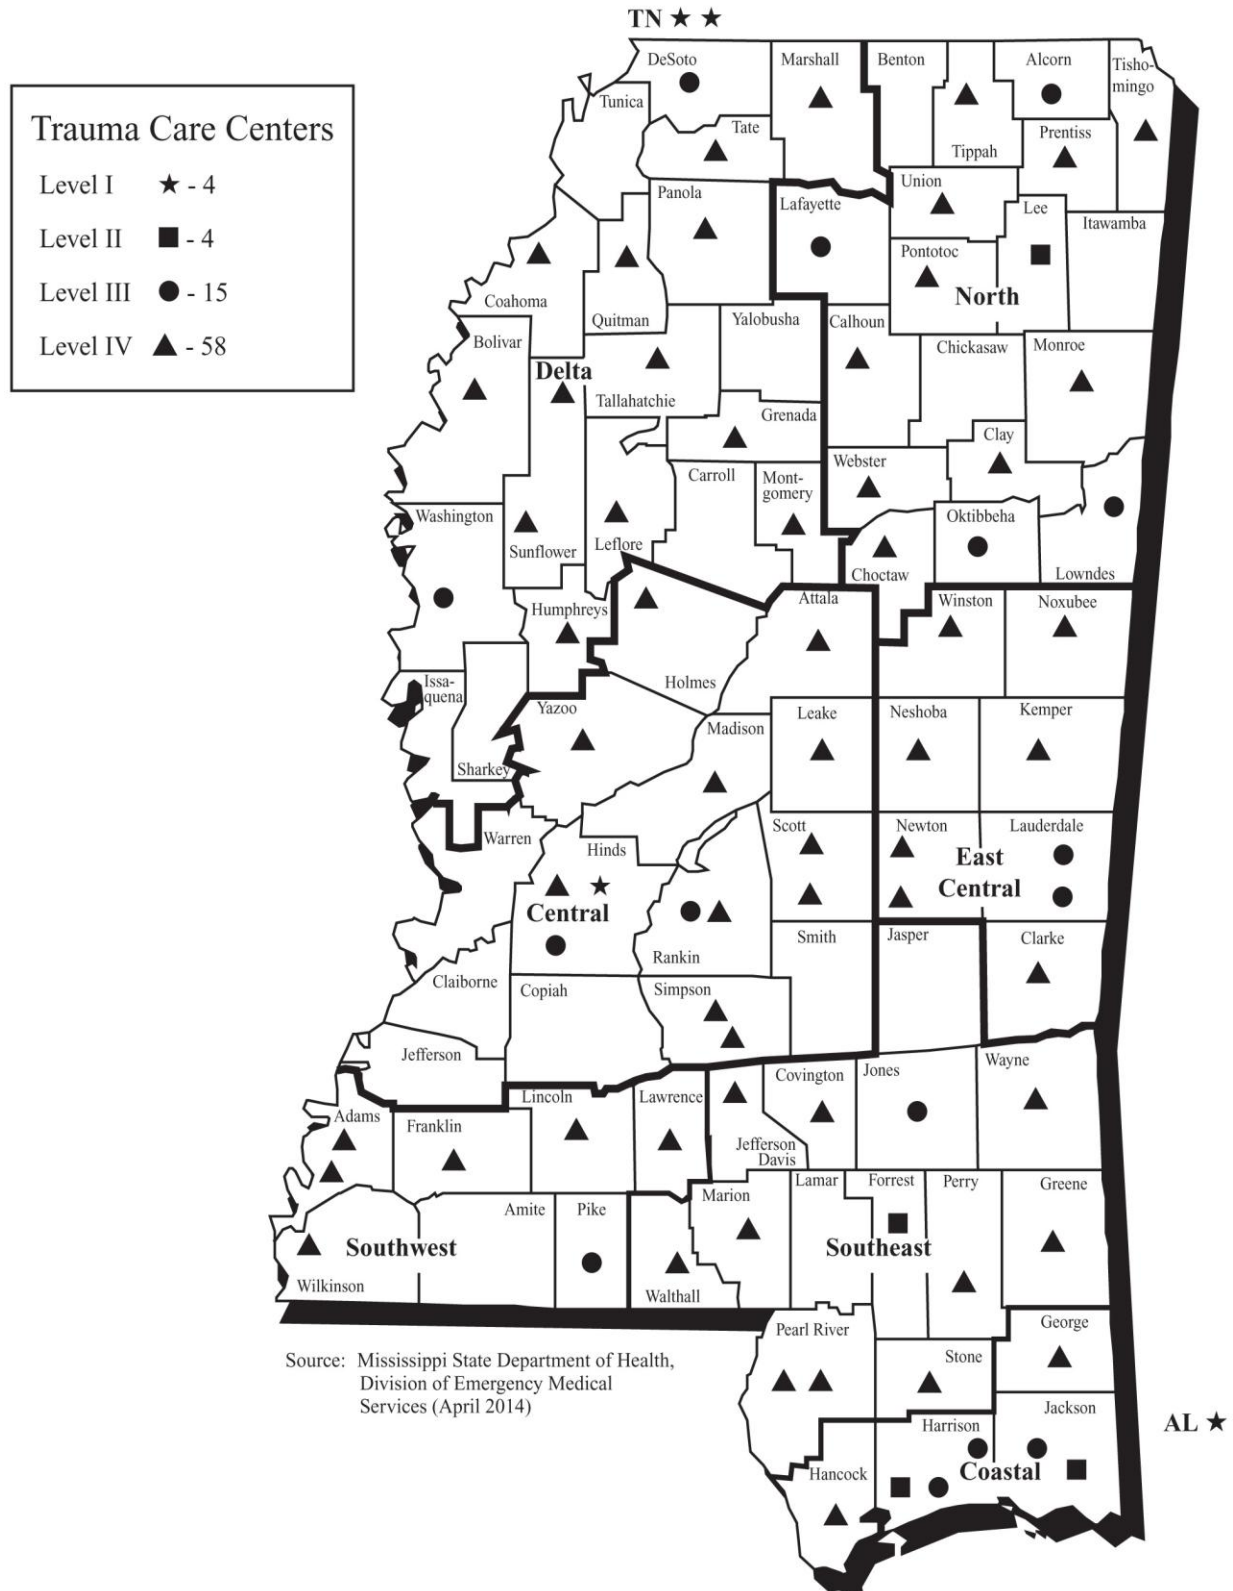 TN ★ ★
Trauma Care Centers
Level I ★ - 4
Level II ■ - 4
Level III ● - 15
Level IV ▲ - 58
DeSoto
Marshall
Benton
Alcorn
Tisho-
mingo
Tunica
Tate
Tippah
Prentiss
Panola
Lafayette
Union
Lee
Itawamba
Pontotoc
North
Coahoma
Quitman
Yalobusha
Calhoun
Chickasaw
Monroe
Bolivar
Delta
Tallahatchie
Grenada
Clay
Webster
Carroll
Mont-
gomery
Washington
Sunflower
Leflore
Oktibbeha
Choctaw
Lowndes
Humphreys
Attala
Winston
Noxubee
Issa-
quena
Holmes
Yazoo
Madison
Leake
Neshoba
Kemper
Sharkey
Warren
Hinds
Scott
Newton
Lauderdale
East
Central
Central
Rankin
Smith
Jasper
Clarke
Claiborne
Copiah
Simpson
Jefferson
Covington
Jones
Wayne
Adams
Franklin
Lincoln
Lawrence
Jefferson
Davis
Marion
Lamar
Forrest
Perry
Greene
Amite
Pike
Southwest
Southeast
Wilkinson
Walthall
Pearl River
George
Source: Mississippi State Department of Health,
Division of Emergency Medical
Services (April 2014)
Stone
Jackson
Harrison
AL ★
Coastal
Hancock